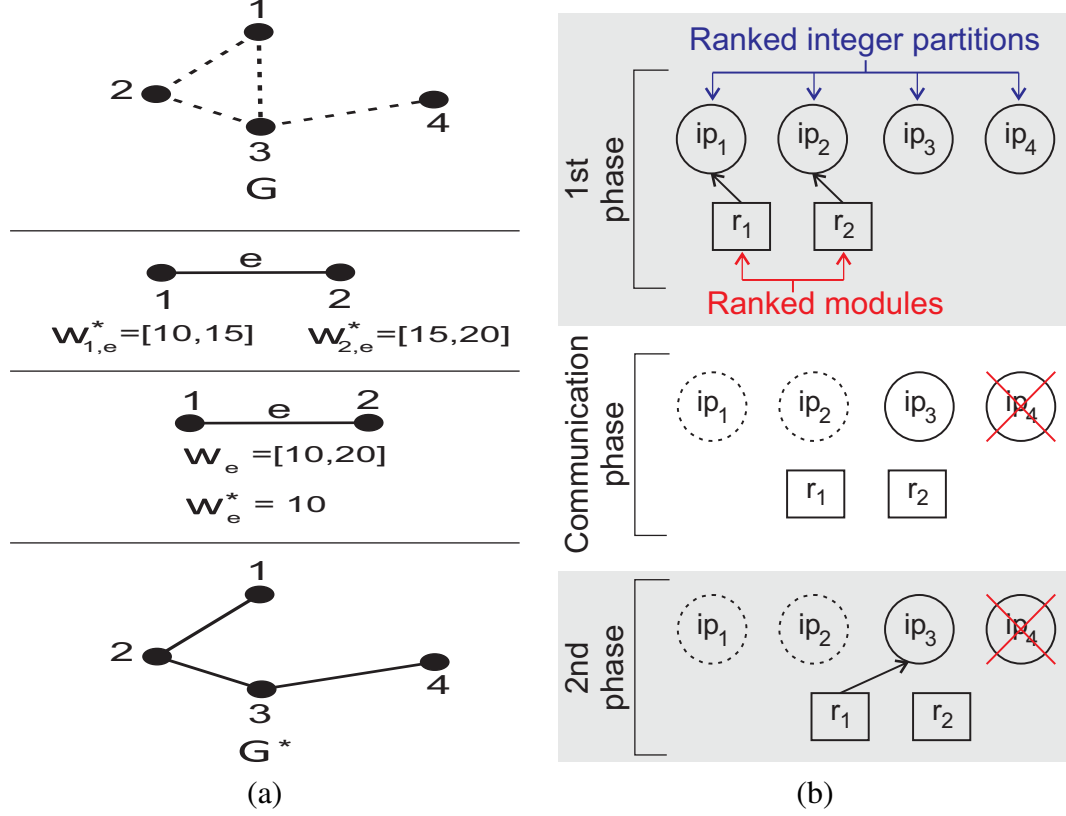 1
2
3
4
G
e
1 2
w*1,e =[10,15] w*2,e =[15,20]
1 e 2
we =[10,20]
w*e = 10
1
2
3
4
G*
(a)
Ranked integer partitions
1st phase
ip1 ip2 ip3 ip4
r1 r2
Ranked modules
Communication phase
ip1 ip2 ip3 ip4
r1 r2
2nd phase
ip1 ip2 ip3 ip4
r1 r2
(b)